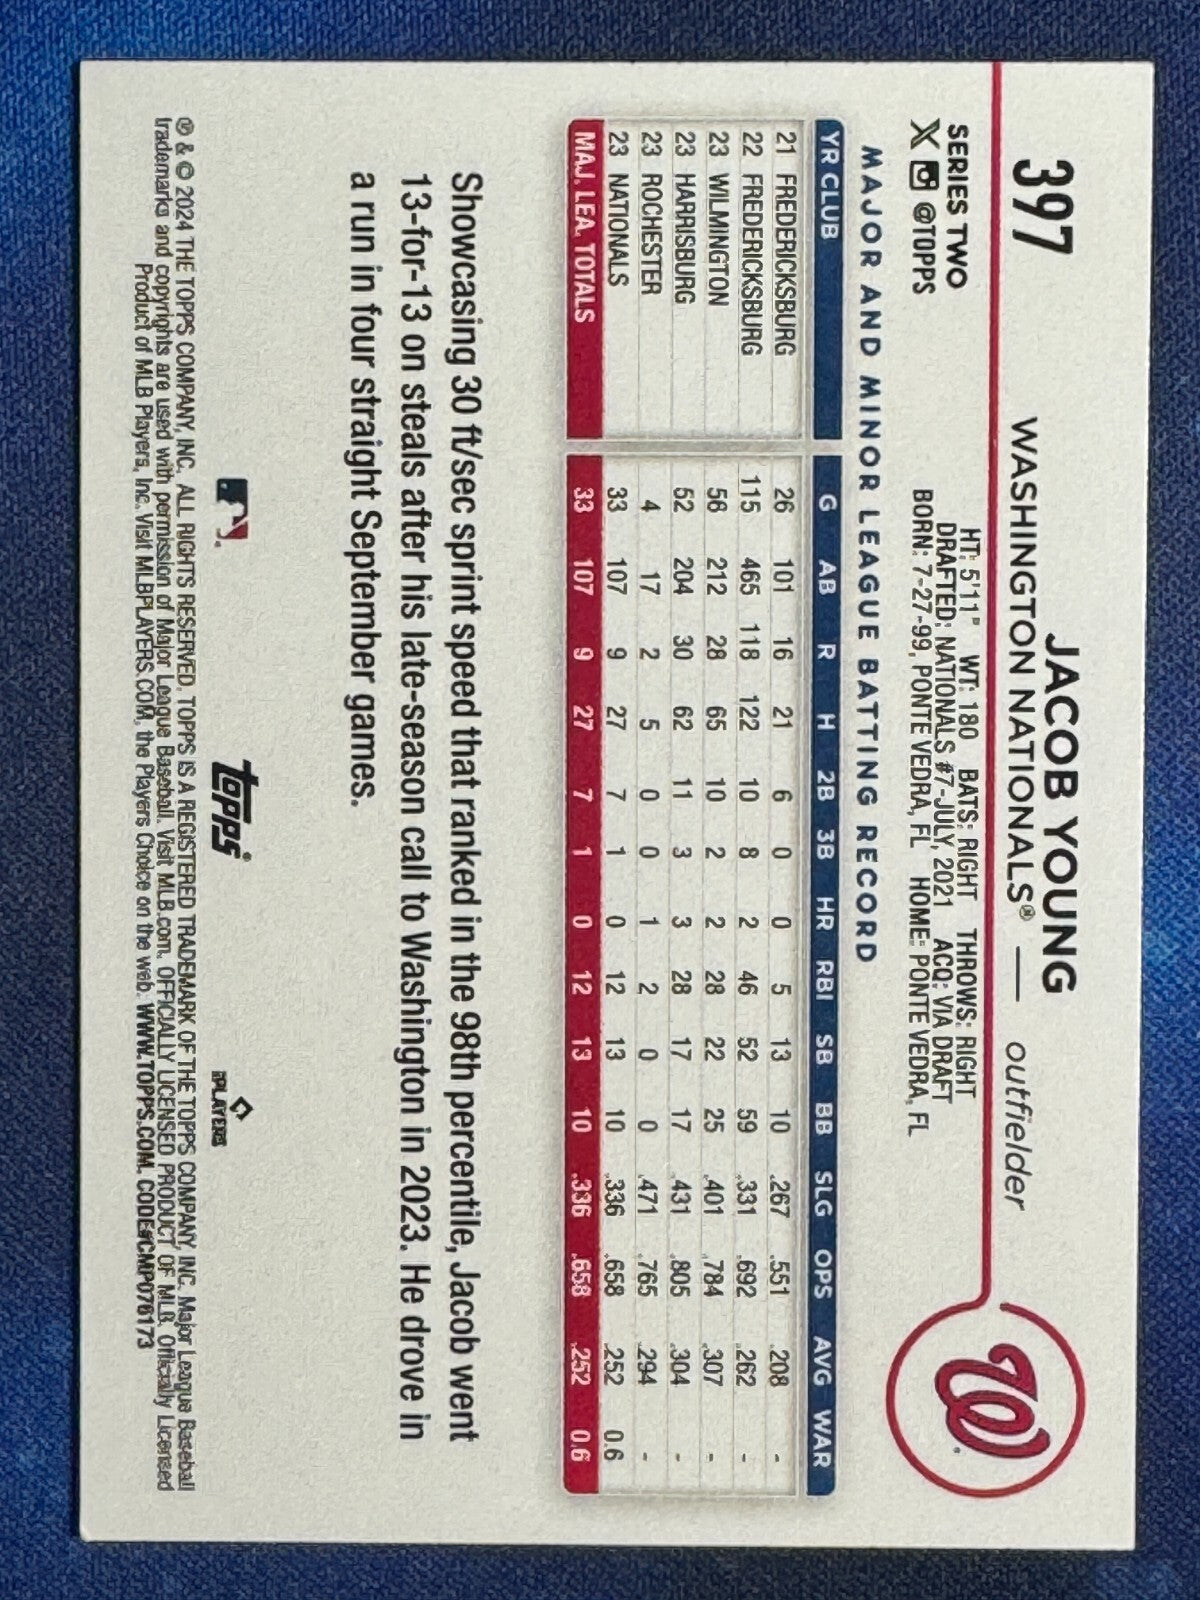 397
JACOB YOUNG
WASHINGTON NATIONALS® — outfielder
SERIES TWO
X @TOPPS
HT: 5'11" WT: 180 BATS: RIGHT THROWS: RIGHT
DRAFTED: NATIONALS #7-JULY, 2021 ACQ: VIA DRAFT
BORN: 7-27-99, PONTE VEDRA, FL HOME: PONTE VEDRA, FL
W
MAJOR AND MINOR LEAGUE BATTING RECORD
YR CLUB G AB R H 2B 3B HR RBI SB BB SLG OPS AVG WAR
21 FREDERICKSBURG 26 101 16 21 6 0 0 5 13 10 .267 .551 .208 -
22 FREDERICKSBURG 115 465 118 122 10 8 2 46 52 59 .331 .692 .262 -
23 WILMINGTON 56 212 28 65 10 2 2 28 22 25 .401 .784 .307 -
23 HARRISBURG 52 204 30 62 11 3 3 28 17 17 .431 .805 .304 -
23 ROCHESTER 4 17 2 5 0 0 1 2 0 0 .471 .765 .294 -
23 NATIONALS 33 107 9 27 7 1 0 12 13 10 .336 .658 .252 0.6
MAJ. LEA. TOTALS 33 107 9 27 7 1 0 12 13 10 .336 .658 .252 0.6
Showcasing 30 ft/sec sprint speed that ranked in the 98th percentile, Jacob went
13-for-13 on steals after his late-season call to Washington in 2023. He drove in
a run in four straight September games.
topps®
PLAYERS
® & © 2024 THE TOPPS COMPANY, INC. ALL RIGHTS RESERVED. TOPPS IS A REGISTERED TRADEMARK OF THE TOPPS COMPANY, INC. Major League Baseball
trademarks and copyrights are used with permission of Major League Baseball. Visit MLB.com. OFFICIALLY LICENSED PRODUCT OF MLB. Officially Licensed
Product of MLB Players, Inc. Visit MLBPLAYERS.COM, the Players Choice on the web. WWW.TOPPS.COM. CODE#CMP076173